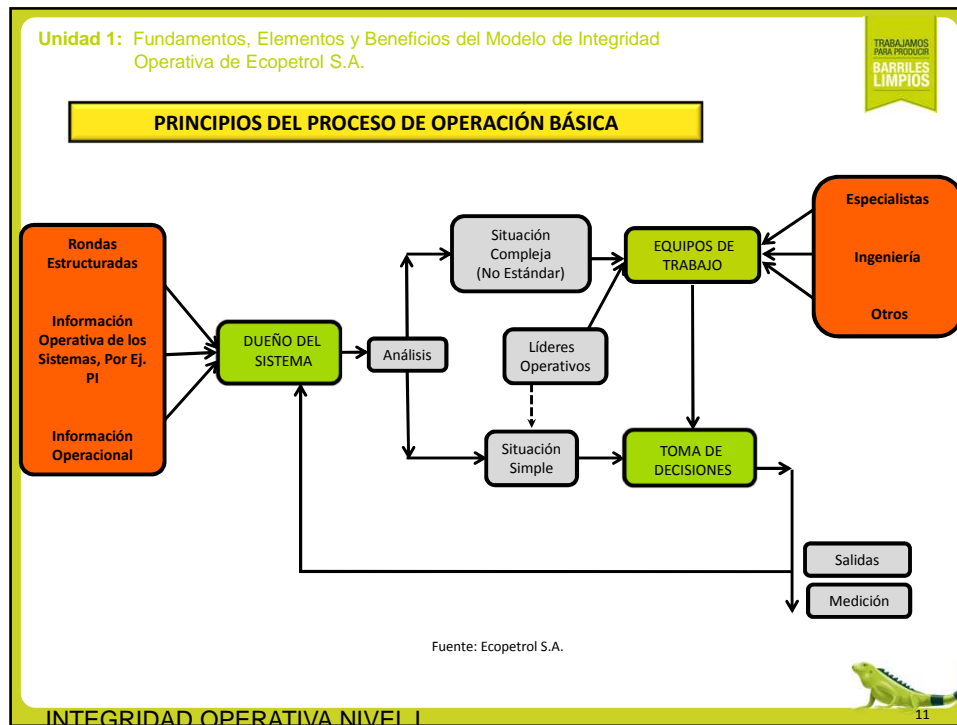 Unidad 1: Fundamentos, Elementos y Beneficios del Modelo de Integridad
Operativa de Ecopetrol S.A.
TRABAJAMOS
PARA PRODUCIR
BARRILES
LIMPIOS
PRINCIPIOS DEL PROCESO DE OPERACIÓN BÁSICA
Rondas
Estructuradas
Información
Operativa de los
Sistemas, Por Ej.
PI
Información
Operacional
DUEÑO DEL
SISTEMA
Análisis
Situación
Compleja
(No Estándar)
Líderes
Operativos
Situación
Simple
EQUIPOS DE
TRABAJO
TOMA DE
DECISIONES
Especialistas
Ingeniería
Otros
Salidas
Medición
Fuente: Ecopetrol S.A.
INTEGRIDAD OPERATIVA NIVEL I
11